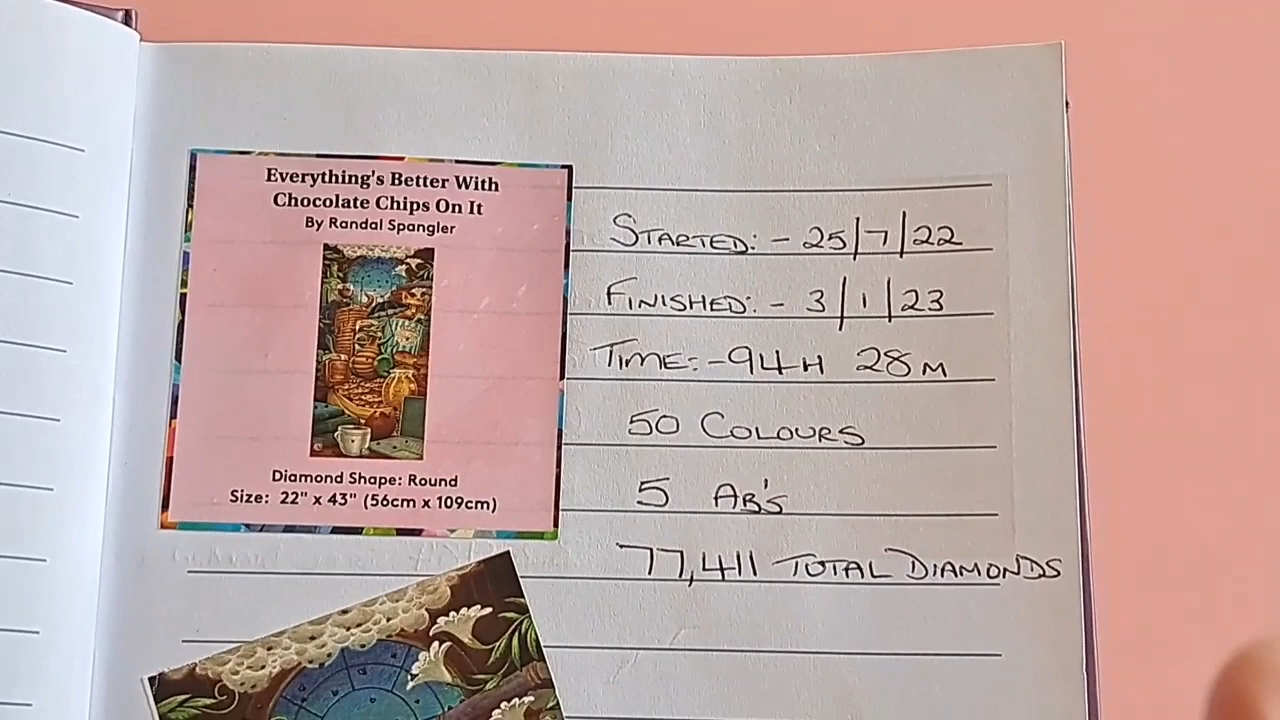 Everything's Better With
Chocolate Chips On It
By Randal Spangler
Diamond Shape: Round
Size: 22" x 43" (56cm x 109cm)
STARTED: - 25/7/22
FINISHED: - 3/1/23
TIME: - 94H 28M
50 COLOURS
5 AB'S
77,411 TOTAL DIAMONDS